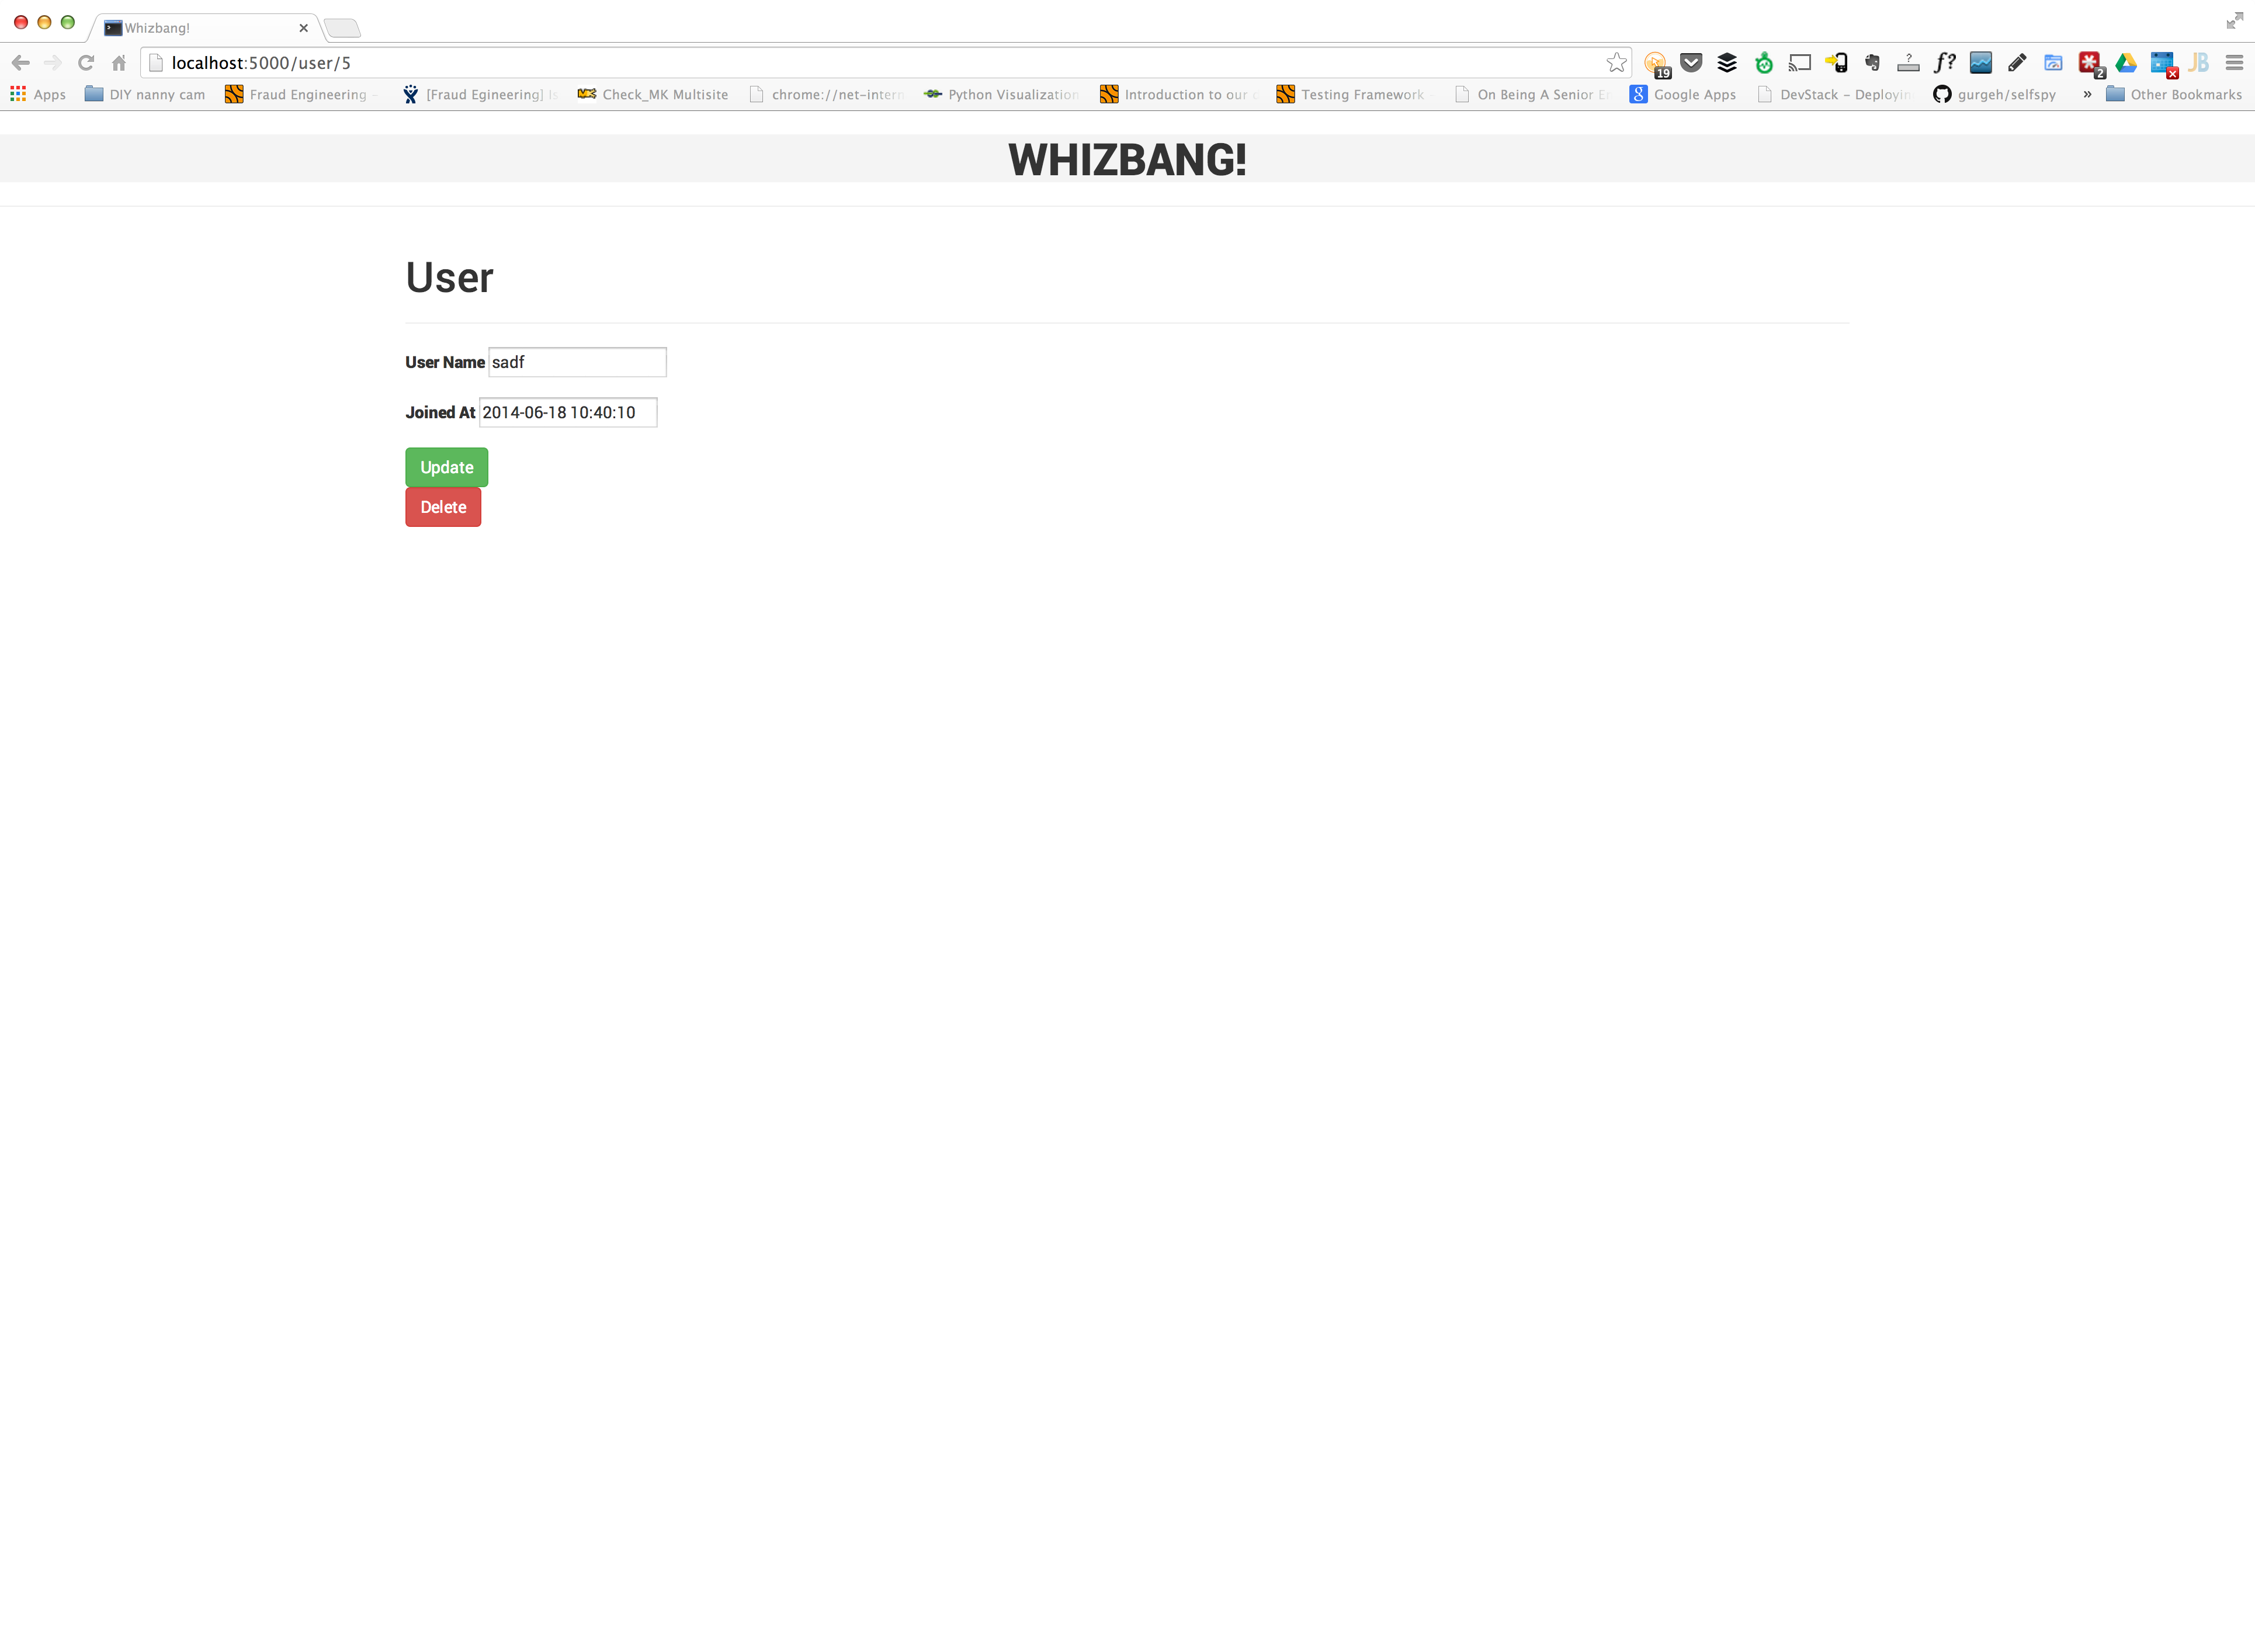 Whizbang!
localhost:5000/user/5
19
f?
2
JB
Apps DIY nanny cam Fraud Engineering - [Fraud Egineering] Is Check_MK Multisite chrome://net-intern Python Visualization Introduction to our Testing Framework On Being A Senior En Google Apps DevStack - Deployin gurgeh/selfspy » Other Bookmarks
WHIZBANG!
User
User Name sadf
Joined At 2014-06-18 10:40:10
Update
Delete